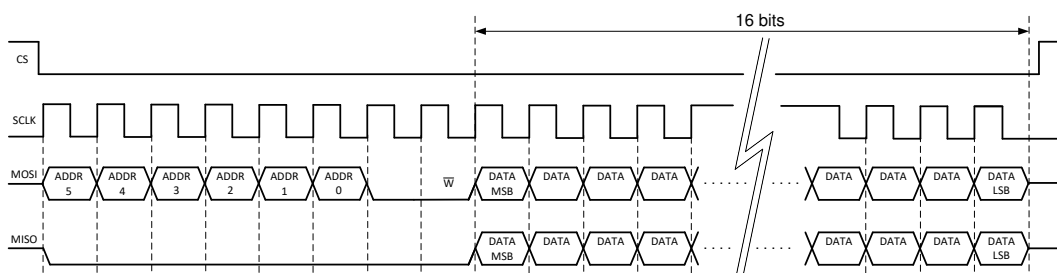 16 bits
CS
SCLK
MOSI ADDR 5 ADDR 4 ADDR 3 ADDR 2 ADDR 1 ADDR 0 W̅ DATA MSB DATA DATA DATA DATA DATA DATA DATA LSB
MISO DATA MSB DATA DATA DATA DATA DATA DATA DATA LSB